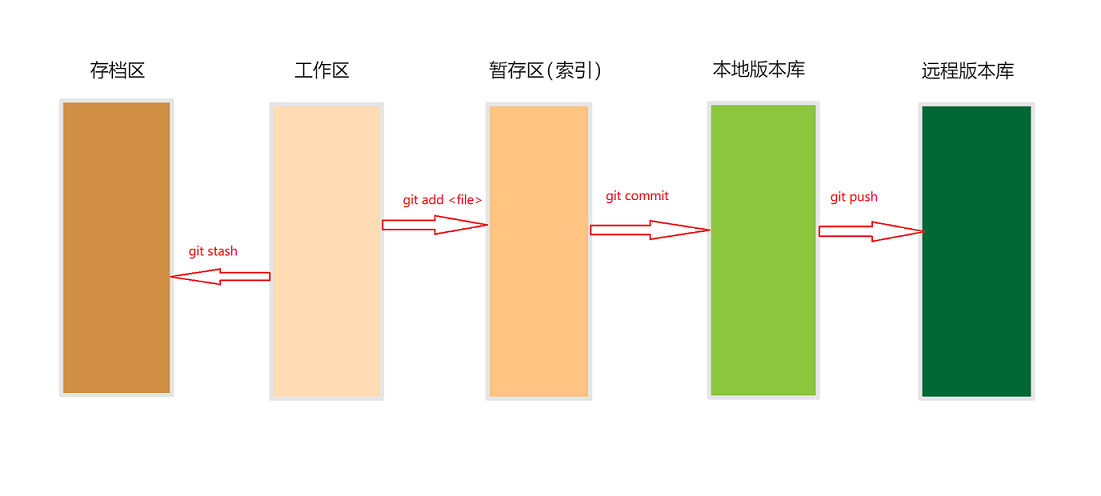 存档区
工作区
暂存区(索引)
本地版本库
远程版本库
git add <file>
git commit
git push
git stash